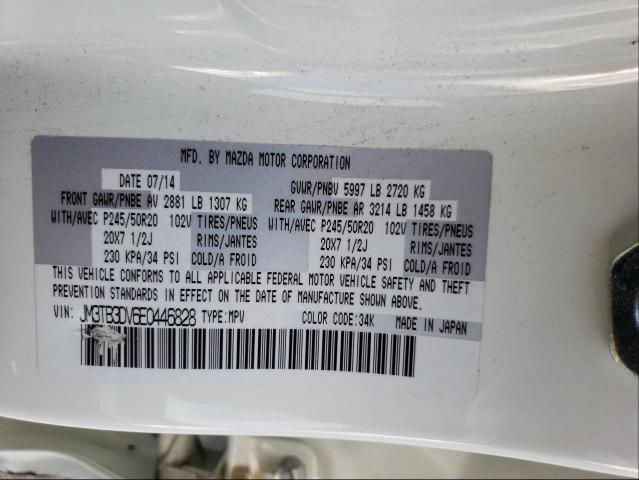 MFD. BY MAZDA MOTOR CORPORATION
DATE 07/14 GVWR/PNBV 5997 LB 2720 KG
FRONT GAWR/PNBE AV 2881 LB 1307 KG REAR GAWR/PNBE AR 3214 LB 1458 KG
WITH/AVEC P245/50R20 102V TIRES/PNEUS WITH/AVEC P245/50R20 102V TIRES/PNEUS
20X7 1/2J RIMS/JANTES 20X7 1/2J RIMS/JANTES
230 KPA/34 PSI COLD/A FROID 230 KPA/34 PSI COLD/A FROID
THIS VEHICLE CONFORMS TO ALL APPLICABLE FEDERAL MOTOR VEHICLE SAFETY AND THEFT
PREVENTION STANDARDS IN EFFECT ON THE DATE OF MANUFACTURE SHOWN ABOVE.
VIN: JM3TB3DV6E0445828 TYPE: MPV COLOR CODE: 34K MADE IN JAPAN